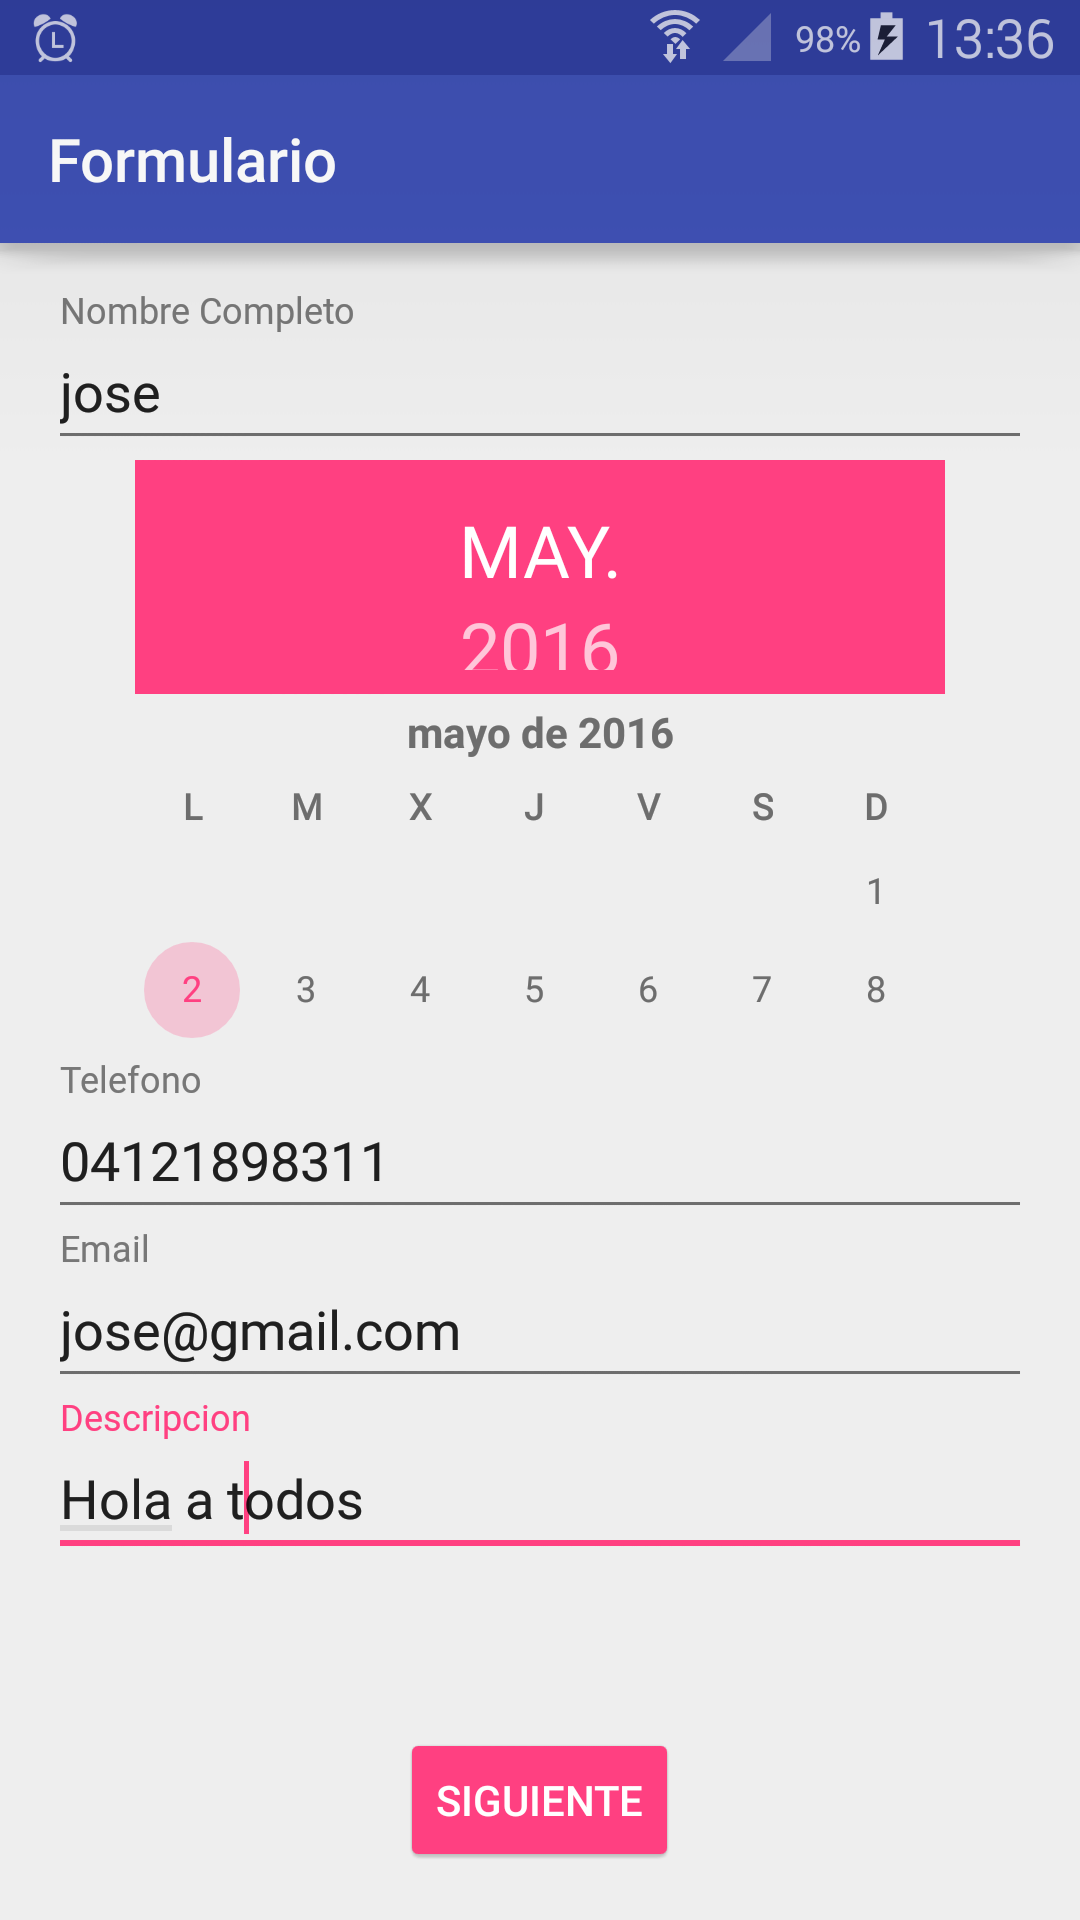 98% 13:36
Formulario
Nombre Completo
jose
MAY.
2016
mayo de 2016
L M X J V S D
1
2 3 4 5 6 7 8
Telefono
04121898311
Email
jose@gmail.com
Descripcion
Hola a todos
SIGUIENTE